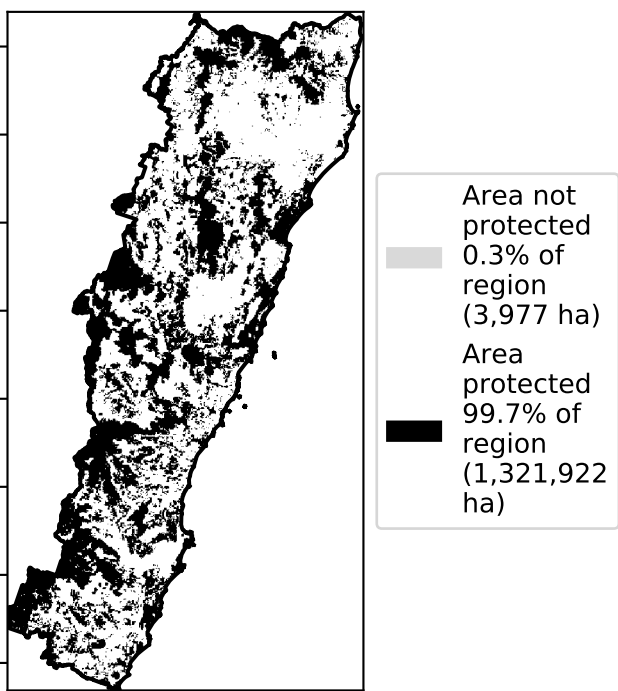 Area not
protected
0.3% of
region
(3,977 ha)
Area
protected
99.7% of
region
(1,321,922
ha)